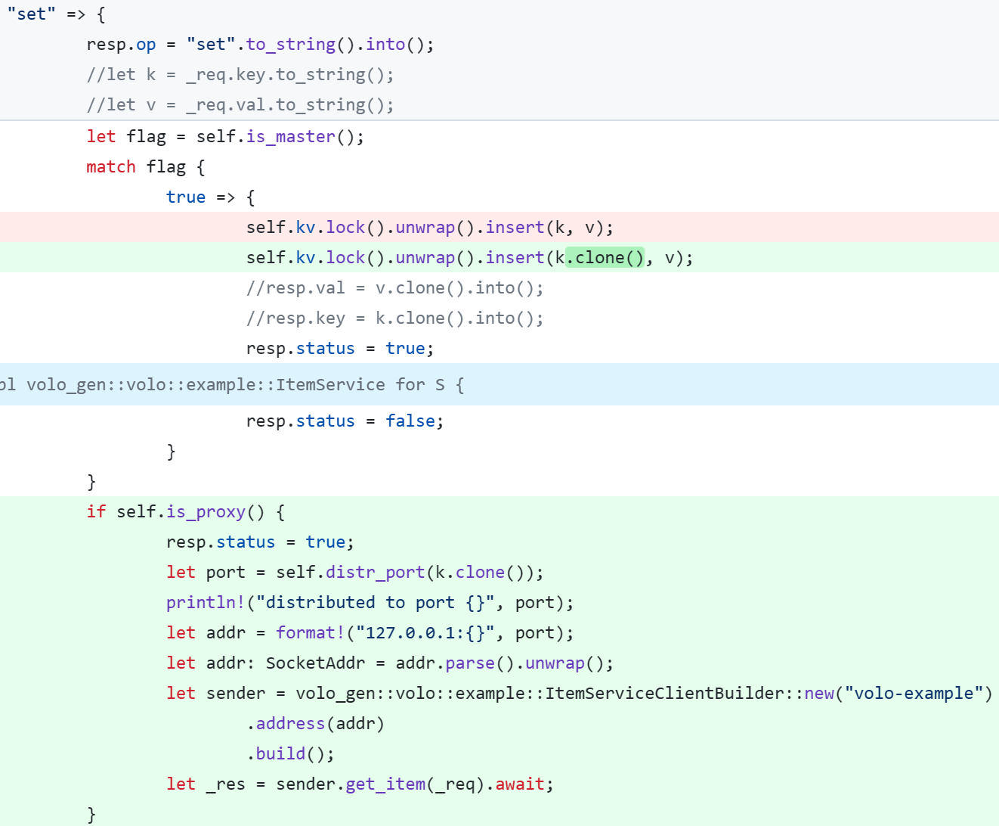 "set" => {
resp.op = "set".to_string().into();
//let k = _req.key.to_string();
//let v = _req.val.to_string();
let flag = self.is_master();
match flag {
true => {
self.kv.lock().unwrap().insert(k, v);
self.kv.lock().unwrap().insert(k.clone(), v);
//resp.val = v.clone().into();
//resp.key = k.clone().into();
resp.status = true;
pl volo_gen::volo::example::ItemService for S {
resp.status = false;
}
}
if self.is_proxy() {
resp.status = true;
let port = self.distr_port(k.clone());
println!("distributed to port {}", port);
let addr = format!("127.0.0.1:{}", port);
let addr: SocketAddr = addr.parse().unwrap();
let sender = volo_gen::volo::example::ItemServiceClientBuilder::new("volo-example")
.address(addr)
.build();
let _res = sender.get_item(_req).await;
}